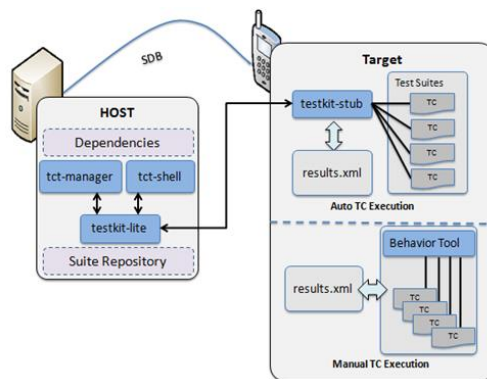 SDB
HOST
Dependencies
tct-manager
tct-shell
testkit-lite
Suite Repository
Target
testkit-stub
Test Suites
TC
TC
TC
TC
results.xml
Auto TC Execution
Behavior Tool
results.xml
TC
TC
TC
TC
Manual TC Execution